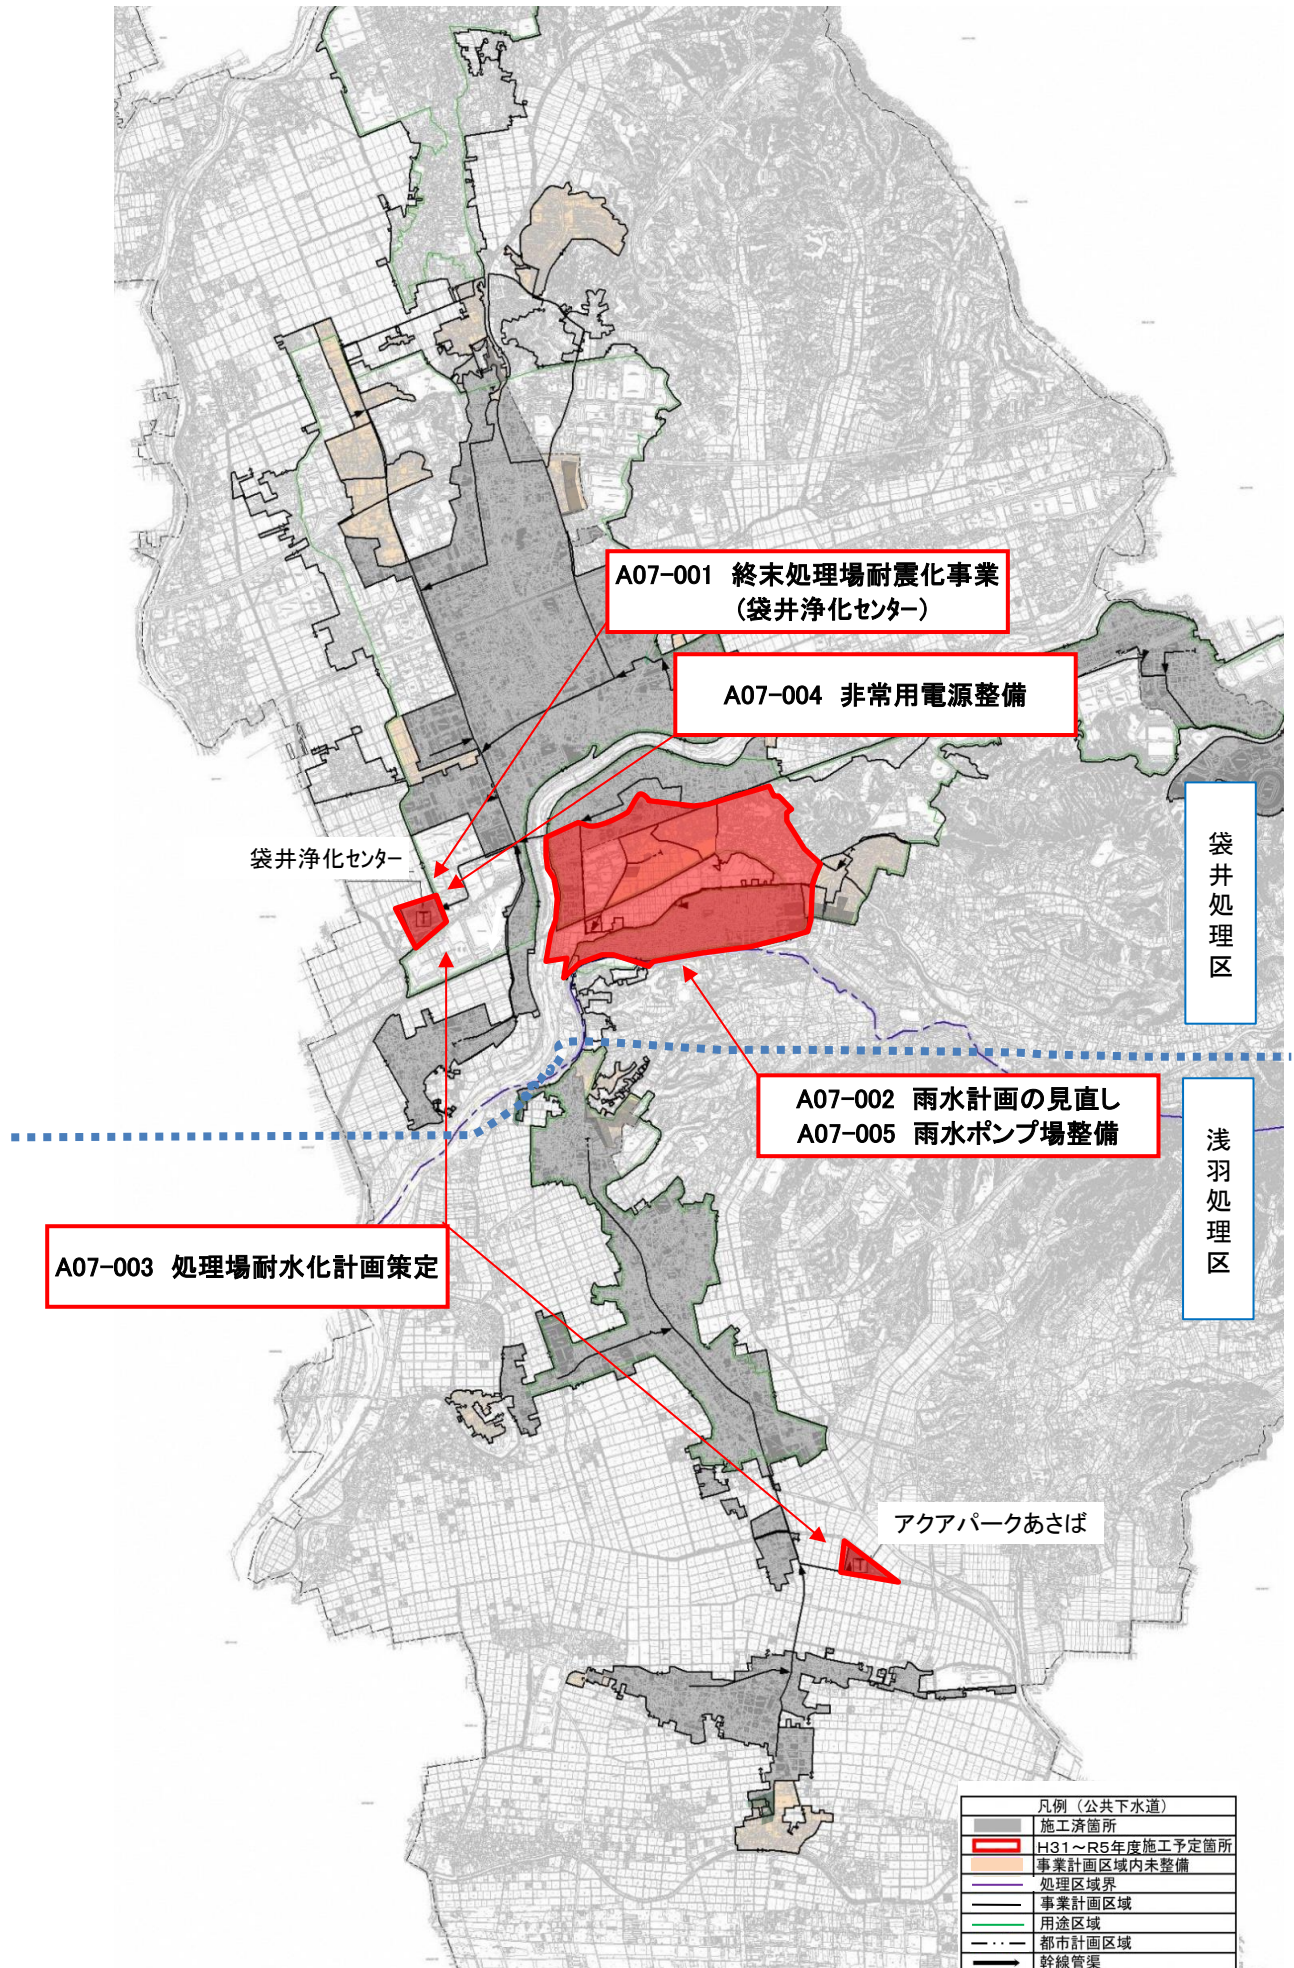 A07-001 終末処理場耐震化事業
(袋井浄化センター)
A07-004 非常用電源整備
袋井浄化センター
袋井処理区
A07-002 雨水計画の見直し
A07-005 雨水ポンプ場整備
浅羽処理区
A07-003 処理場耐水化計画策定
アクアパークあさば
凡例（公共下水道）
施工済箇所
H31～R5年度施工予定箇所
事業計画区域内未整備
処理区域界
事業計画区域
用途区域
都市計画区域
幹線管渠